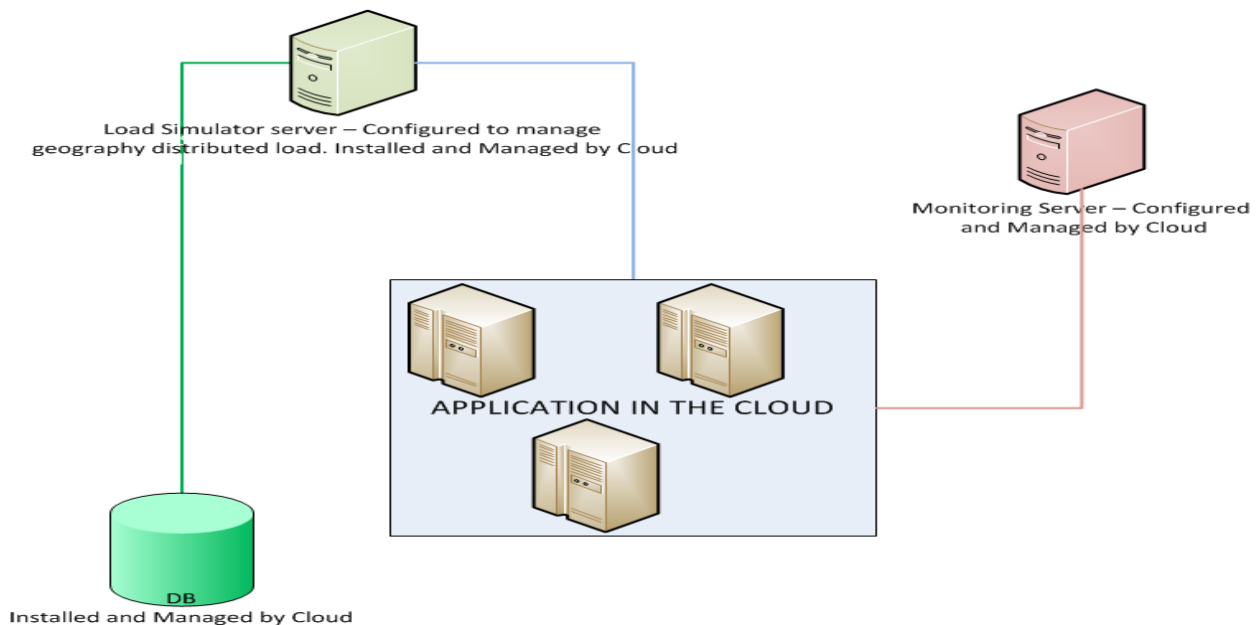 Load Simulator server – Configured to manage
geography distributed load. Installed and Managed by Cloud
Monitoring Server – Configured
and Managed by Cloud
APPLICATION IN THE CLOUD
DB
Installed and Managed by Cloud